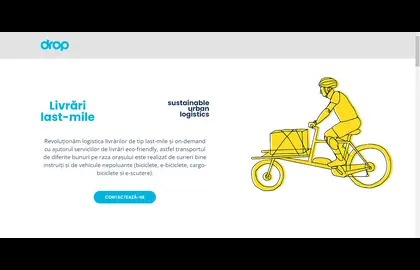 drop
Livrări
last-mile
sustainable
urban
logistics
Revoluționăm logistica livrărilor de tip last-mile și on-demand
cu ajutorul serviciilor de livrări eco-friendly, astfel transportul
de diferite bunuri pe raza orașului este realizat de curieri bine
instruiți și de vehicule nepoluante (biciclete, e-biciclete, cargo-
biciclete și e-scutere).
CONTACTEAZĂ-NE